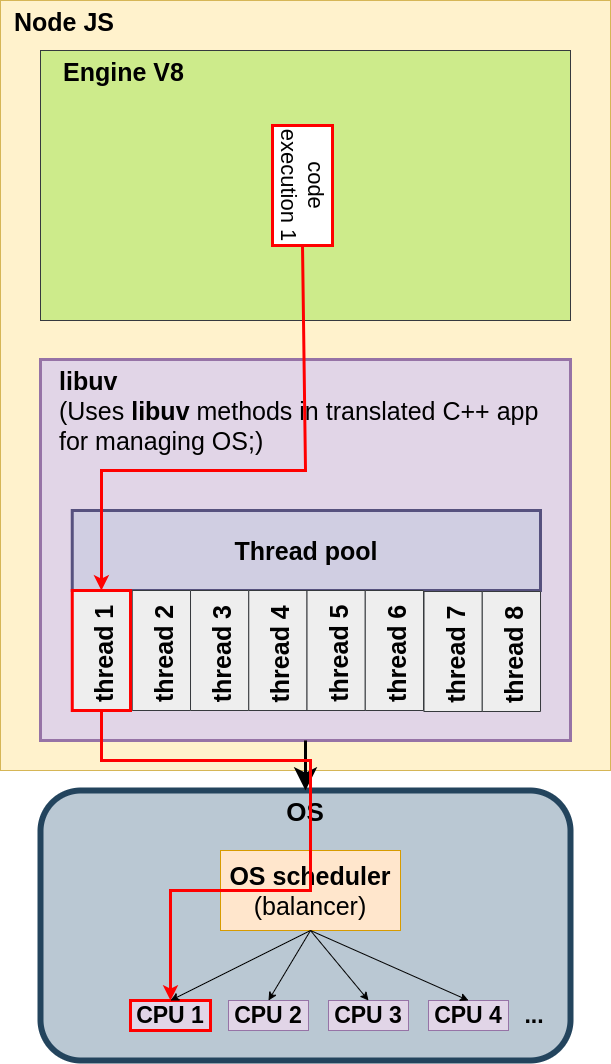 Node JS
Engine V8
code
execution 1
libuv
(Uses libuv methods in translated C++ app
for managing OS;)
Thread pool
thread 1
thread 2
thread 3
thread 4
thread 5
thread 6
thread 7
thread 8
OS
OS scheduler
(balancer)
CPU 1
CPU 2
CPU 3
CPU 4
...